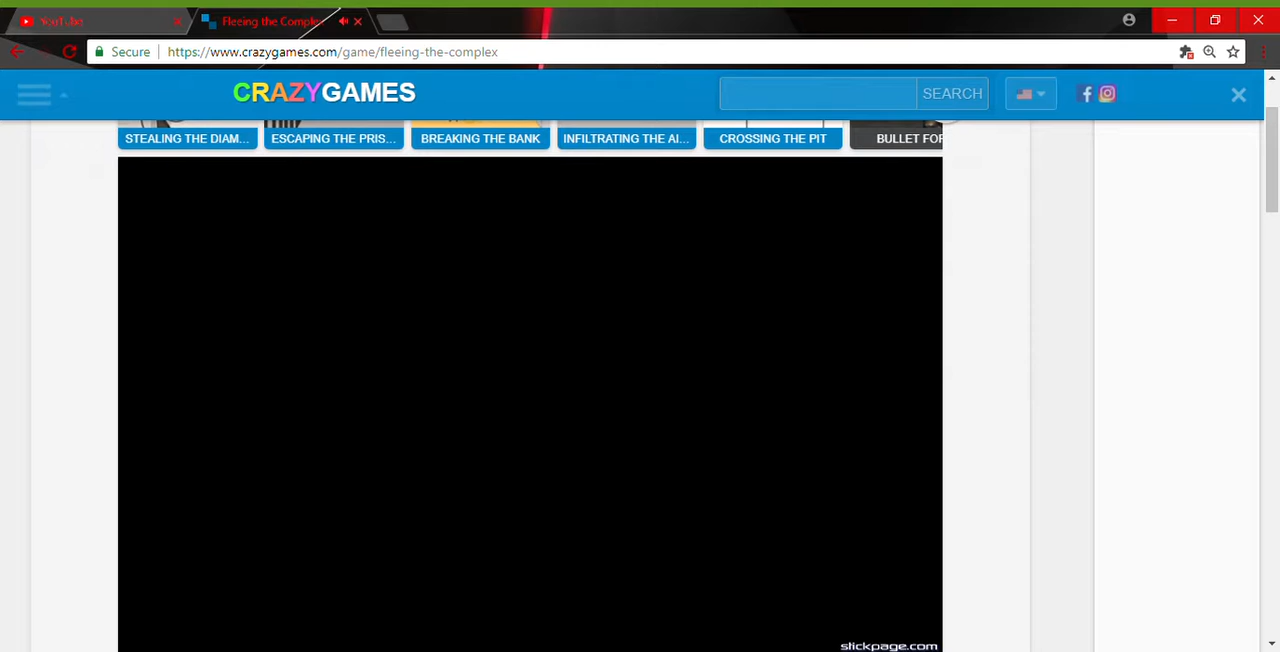 YouTube
Fleeing the Comple
Secure
https://www.crazygames.com/game/fleeing-the-complex
CRAZYGAMES
SEARCH
STEALING THE DIAM...
ESCAPING THE PRIS...
BREAKING THE BANK
INFILTRATING THE AI...
CROSSING THE PIT
BULLET FOR
stickpage.com